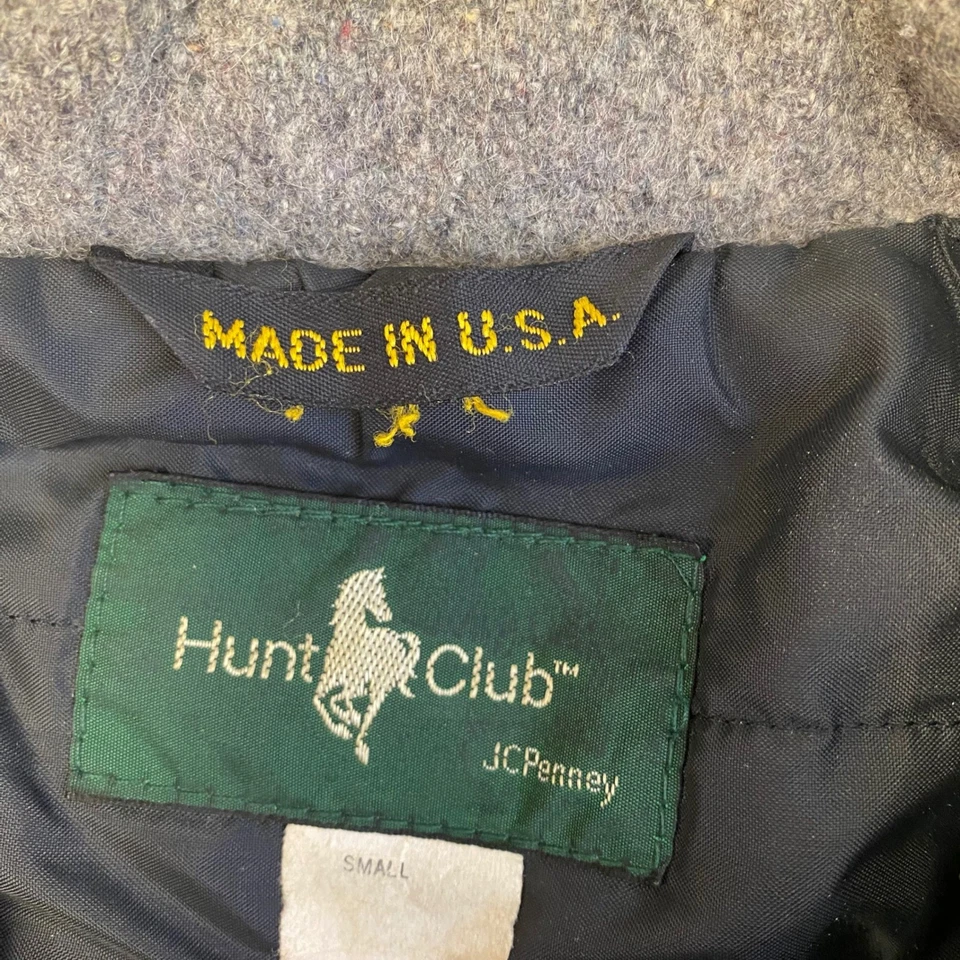 MADE IN U.S.A.
Hunt Club™
JCPenney
SMALL